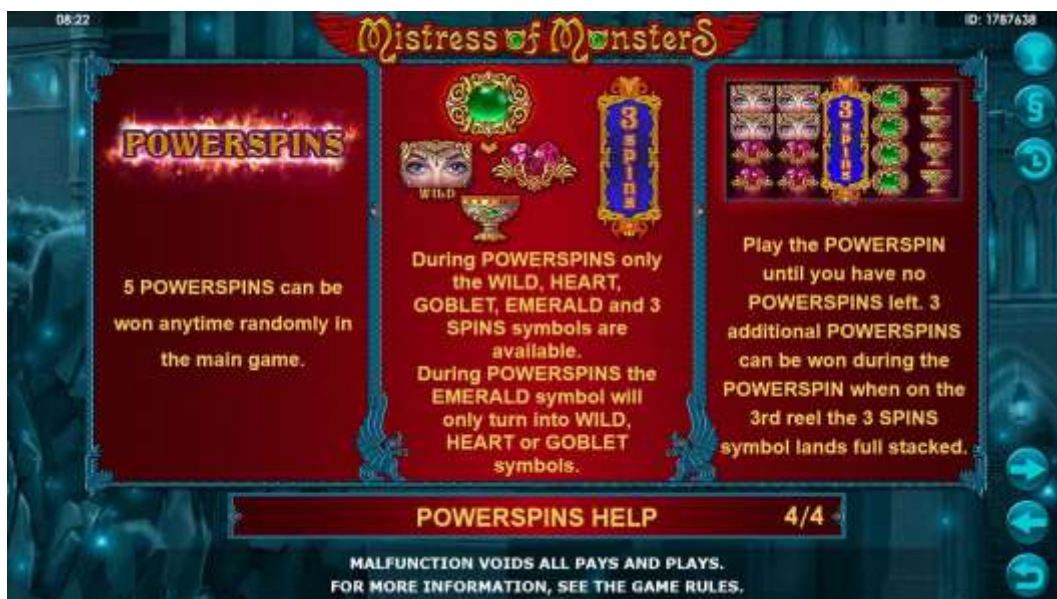 08:22
ID: 1787638
Mistress of Monsters
POWERSPINS
5 POWERSPINS can be
won anytime randomly in
the main game.
WILD
3 SPINS
During POWERSPINS only
the WILD, HEART,
GOBLET, EMERALD and 3
SPINS symbols are
available.
During POWERSPINS the
EMERALD symbol will
only turn into WILD,
HEART or GOBLET
symbols.
3 SPINS
Play the POWERSPIN
until you have no
POWERSPINS left. 3
additional POWERSPINS
can be won during the
POWERSPIN when on the
3rd reel the 3 SPINS
symbol lands full stacked.
§
POWERSPINS HELP 4/4
MALFUNCTION VOIDS ALL PAYS AND PLAYS.
FOR MORE INFORMATION, SEE THE GAME RULES.